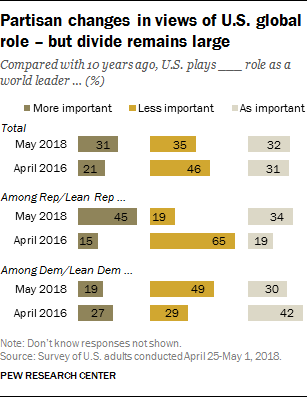 Partisan changes in views of U.S. global
role – but divide remains large
Compared with 10 years ago, U.S. plays ___ role as a
world leader ... (%)
More important Less important As important
Total
May 2018 31 35 32
April 2016 21 46 31
Among Rep/Lean Rep ...
May 2018 45 19 34
April 2016 15 65 19
Among Dem/Lean Dem ...
May 2018 19 49 30
April 2016 27 29 42
Note: Don't know responses not shown.
Source: Survey of U.S. adults conducted April 25-May 1, 2018.
PEW RESEARCH CENTER